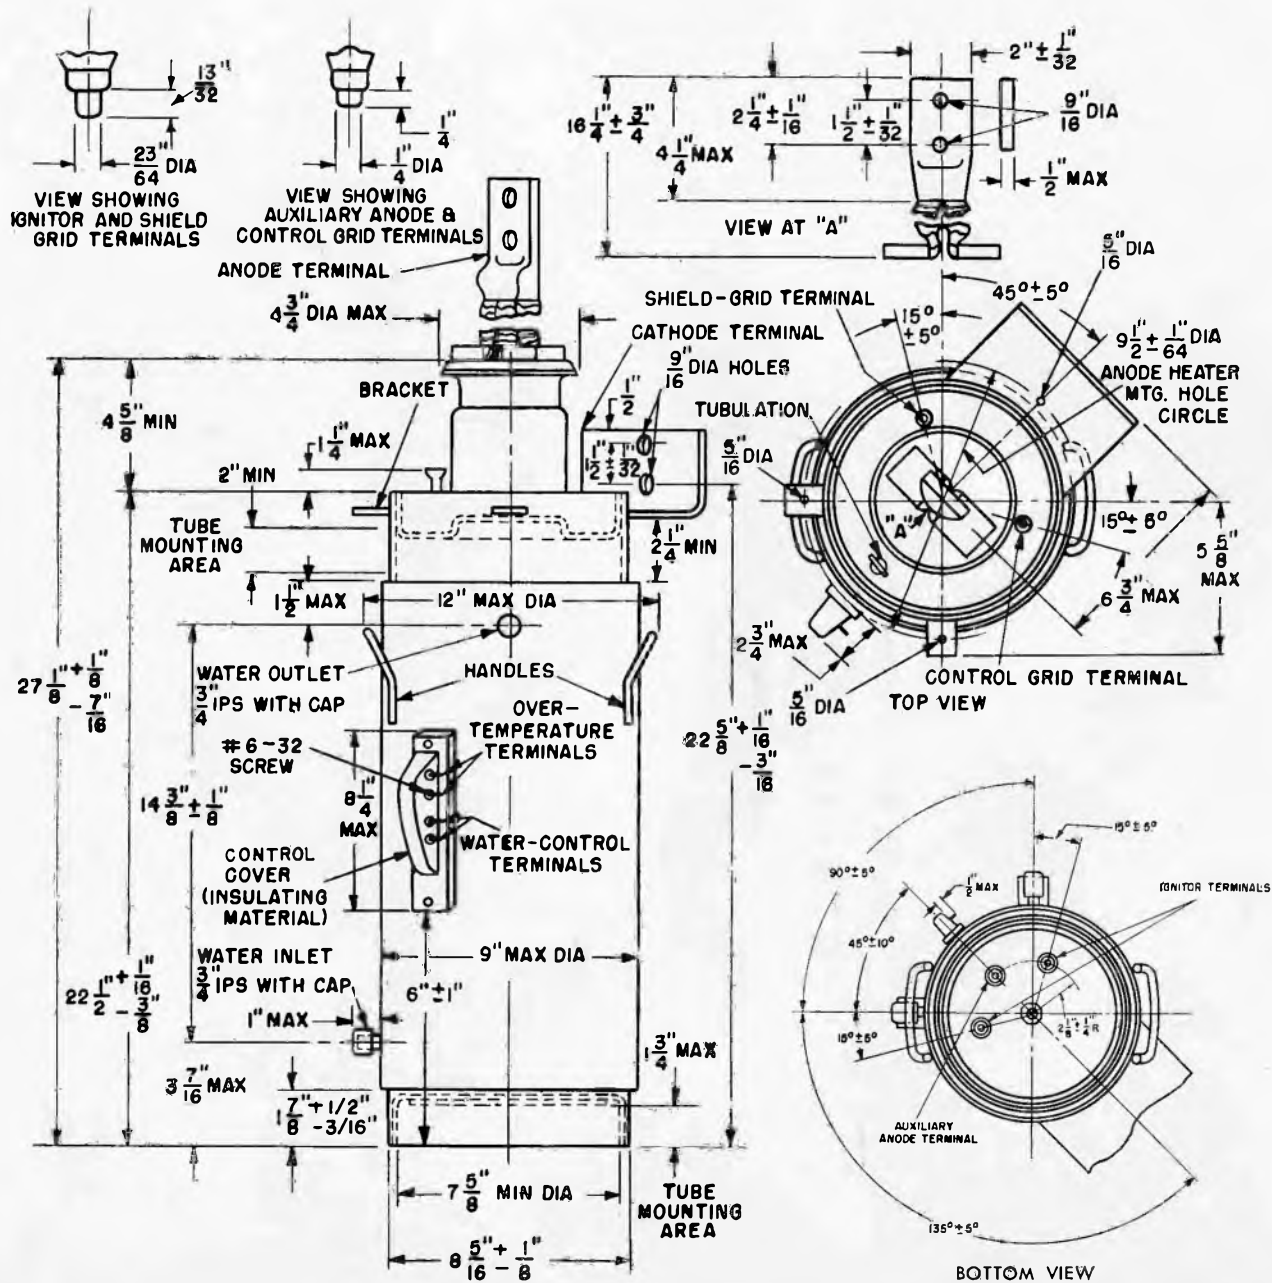 13"
32
23" DIA
64
VIEW SHOWING
IGNITOR AND SHIELD
GRID TERMINALS
1"
4
1" DIA
4
VIEW SHOWING
AUXILIARY ANODE &
CONTROL GRID TERMINALS
ANODE TERMINAL
4 3/4" DIA MAX
16 1/4" ± 3/4
4 1/4" MAX
2 1/4" ± 1/16
1 1/2" ± 1/32
2" ± 1/32"
9/16" DIA
1/2" MAX
VIEW AT "A"
5/16" DIA
45° ± 5°
SHIELD-GRID TERMINAL
15°
±5°
CATHODE TERMINAL
9 1/2" ± 1/64" DIA
ANODE HEATER
MTG. HOLE
CIRCLE
9/16" DIA HOLES
BRACKET
4 5/8" MIN
1 1/4" MAX
1/2"
1 1/2" ± 1/32"
TUBULATION
5/16" DIA
2" MIN
TUBE
MOUNTING
AREA
2 1/4" MIN
"A"
15° ± 5°
5 5/8"
MAX
1 1/2" MAX
12" MAX DIA
6 3/4" MAX
2 3/4" MAX
WATER OUTLET
3/4" IPS WITH CAP
HANDLES
CONTROL GRID TERMINAL
5/16" DIA
TOP VIEW
27 1/8" + 1/8"
- 7/16"
OVER-
TEMPERATURE
TERMINALS
#6-32
SCREW
22 5/8" + 1/16"
- 3/16"
14 3/8" ± 1/8"
8 1/4"
MAX
WATER-CONTROL
TERMINALS
CONTROL
COVER
(INSULATING
MATERIAL)
15° ± 5°
90° ± 5°
1/2" MAX
IGNITOR TERMINALS
45° ± 10°
WATER INLET
3/4" IPS WITH CAP
9" MAX DIA
22 1/2" + 1/16"
- 3/8"
6" ± 1"
1" MAX
2 1/8" ± 1/4" R
15° ± 5°
1 3/4" MAX
3 7/16" MAX
1 7/8" + 1/2"
- 3/16"
AUXILIARY
ANODE TERMINAL
7 5/8" MIN DIA
TUBE
MOUNTING
AREA
8 5/16" ± 1/8"
135° ± 5°
BOTTOM VIEW